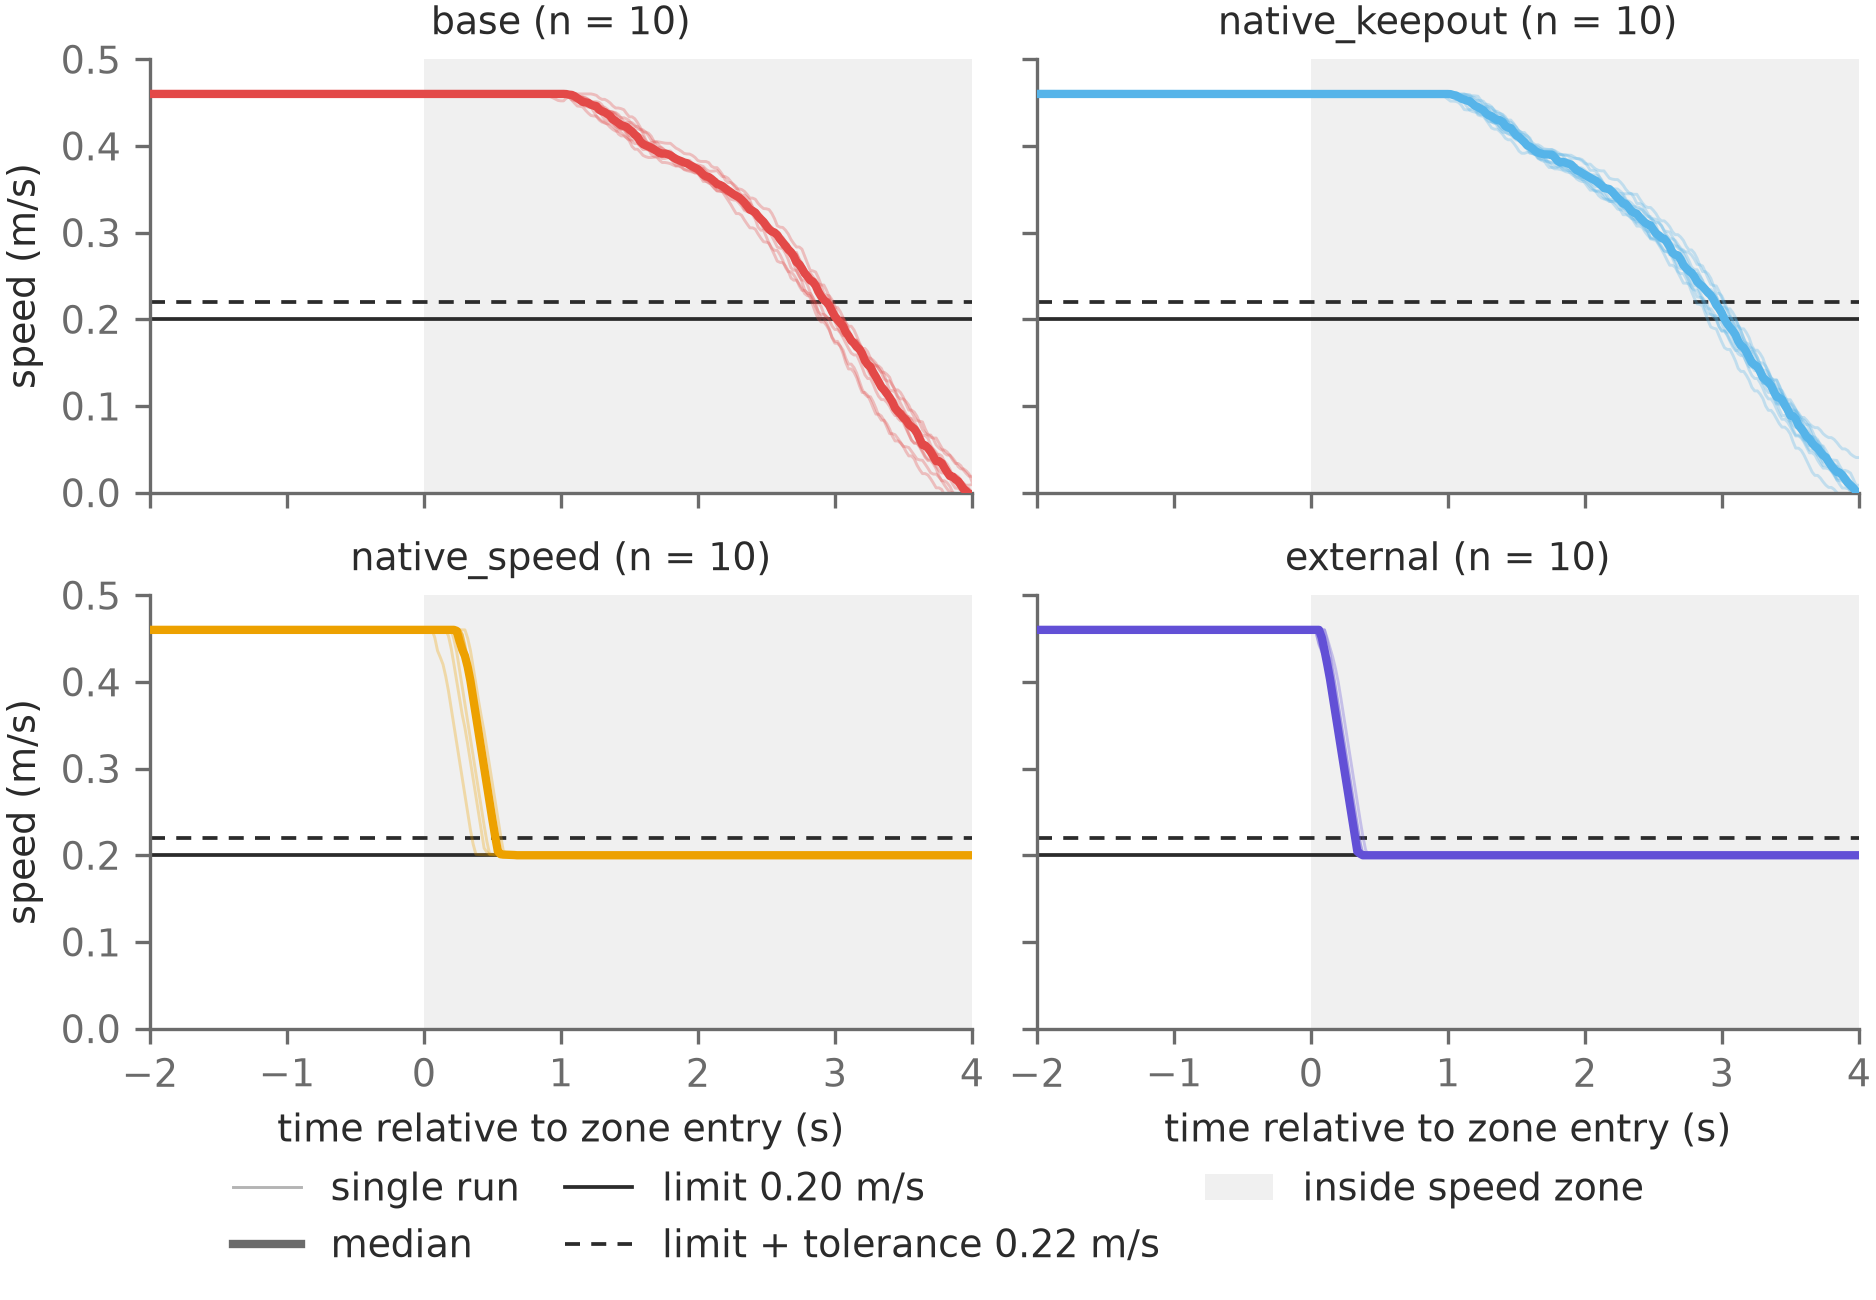 base (n = 10)
native_keepout (n = 10)
speed (m/s)
0.5
0.4
0.3
0.2
0.1
0.0
native_speed (n = 10)
external (n = 10)
speed (m/s)
0.5
0.4
0.3
0.2
0.1
0.0
−2 −1 0 1 2 3 4
−2 −1 0 1 2 3 4
time relative to zone entry (s)
time relative to zone entry (s)
single run
median
limit 0.20 m/s
limit + tolerance 0.22 m/s
inside speed zone